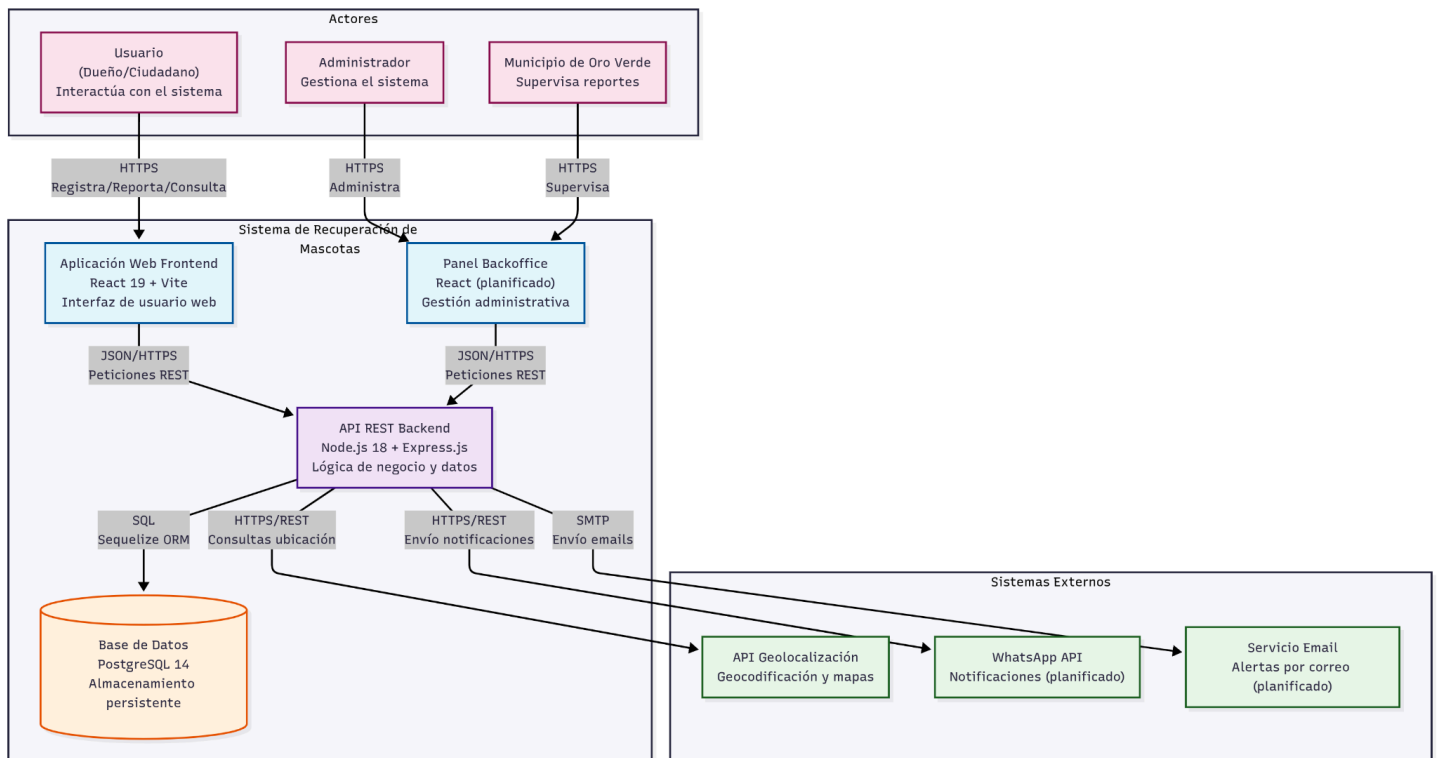 Actores
Usuario
(Dueño/Ciudadano)
Interactúa con el sistema
Administrador
Gestiona el sistema
Municipio de Oro Verde
Supervisa reportes
HTTPS
Registra/Reporta/Consulta
HTTPS
Administra
HTTPS
Supervisa
Sistema de Recuperación de
Mascotas
Aplicación Web Frontend
React 19 + Vite
Interfaz de usuario web
Panel Backoffice
React (planificado)
Gestión administrativa
JSON/HTTPS
Peticiones REST
JSON/HTTPS
Peticiones REST
API REST Backend
Node.js 18 + Express.js
Lógica de negocio y datos
SQL
Sequelize ORM
HTTPS/REST
Consultas ubicación
HTTPS/REST
Envío notificaciones
SMTP
Envío emails
Base de Datos
PostgreSQL 14
Almacenamiento
persistente
Sistemas Externos
API Geolocalización
Geocodificación y mapas
WhatsApp API
Notificaciones (planificado)
Servicio Email
Alertas por correo
(planificado)